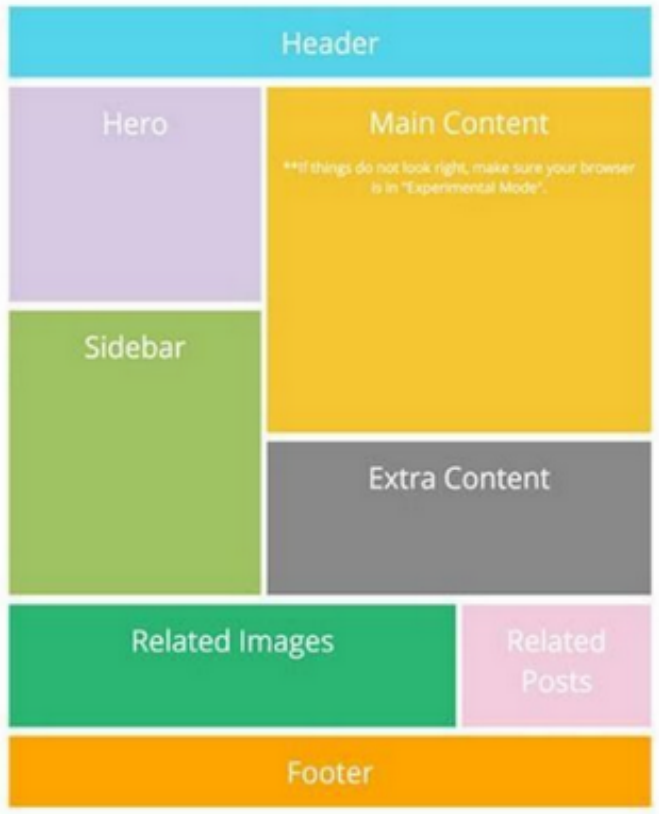 Header
Hero
Main Content
**If things do not look right, make sure your browser
is in "Experimental Mode".
Sidebar
Extra Content
Related Images
Related
Posts
Footer